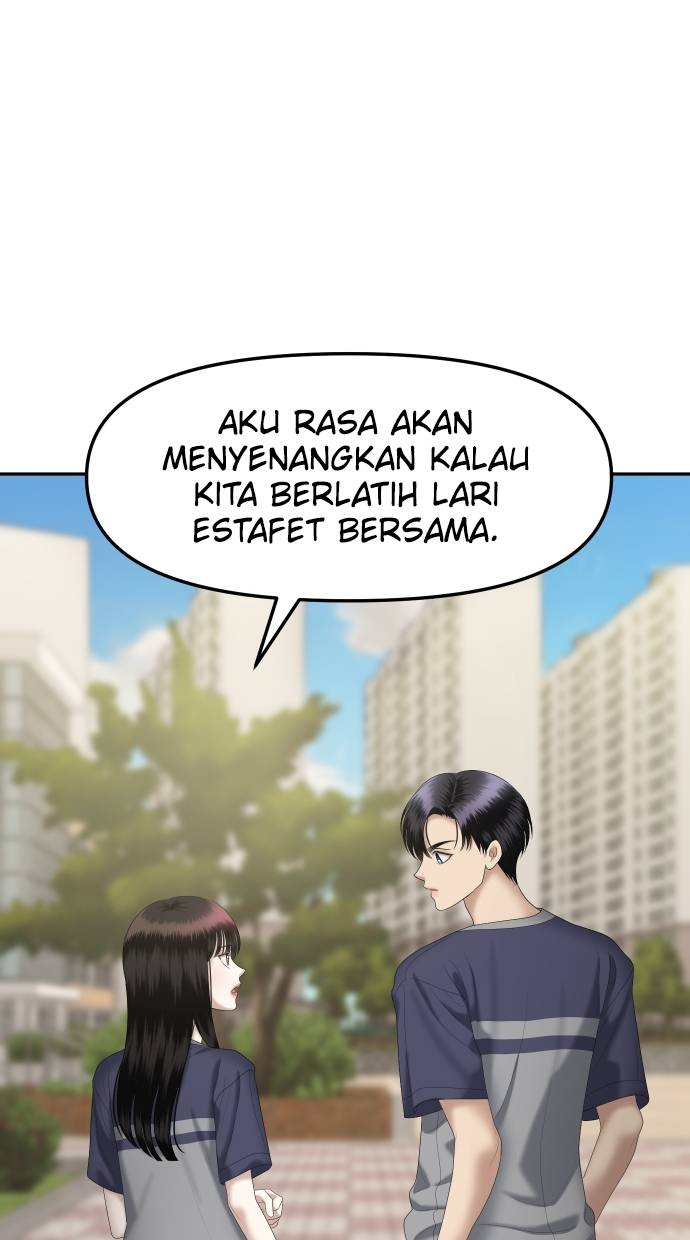 AKU RASA AKAN
MENYENANGKAN KALAU
KITA BERLATIH LARI
ESTAFET BERSAMA.